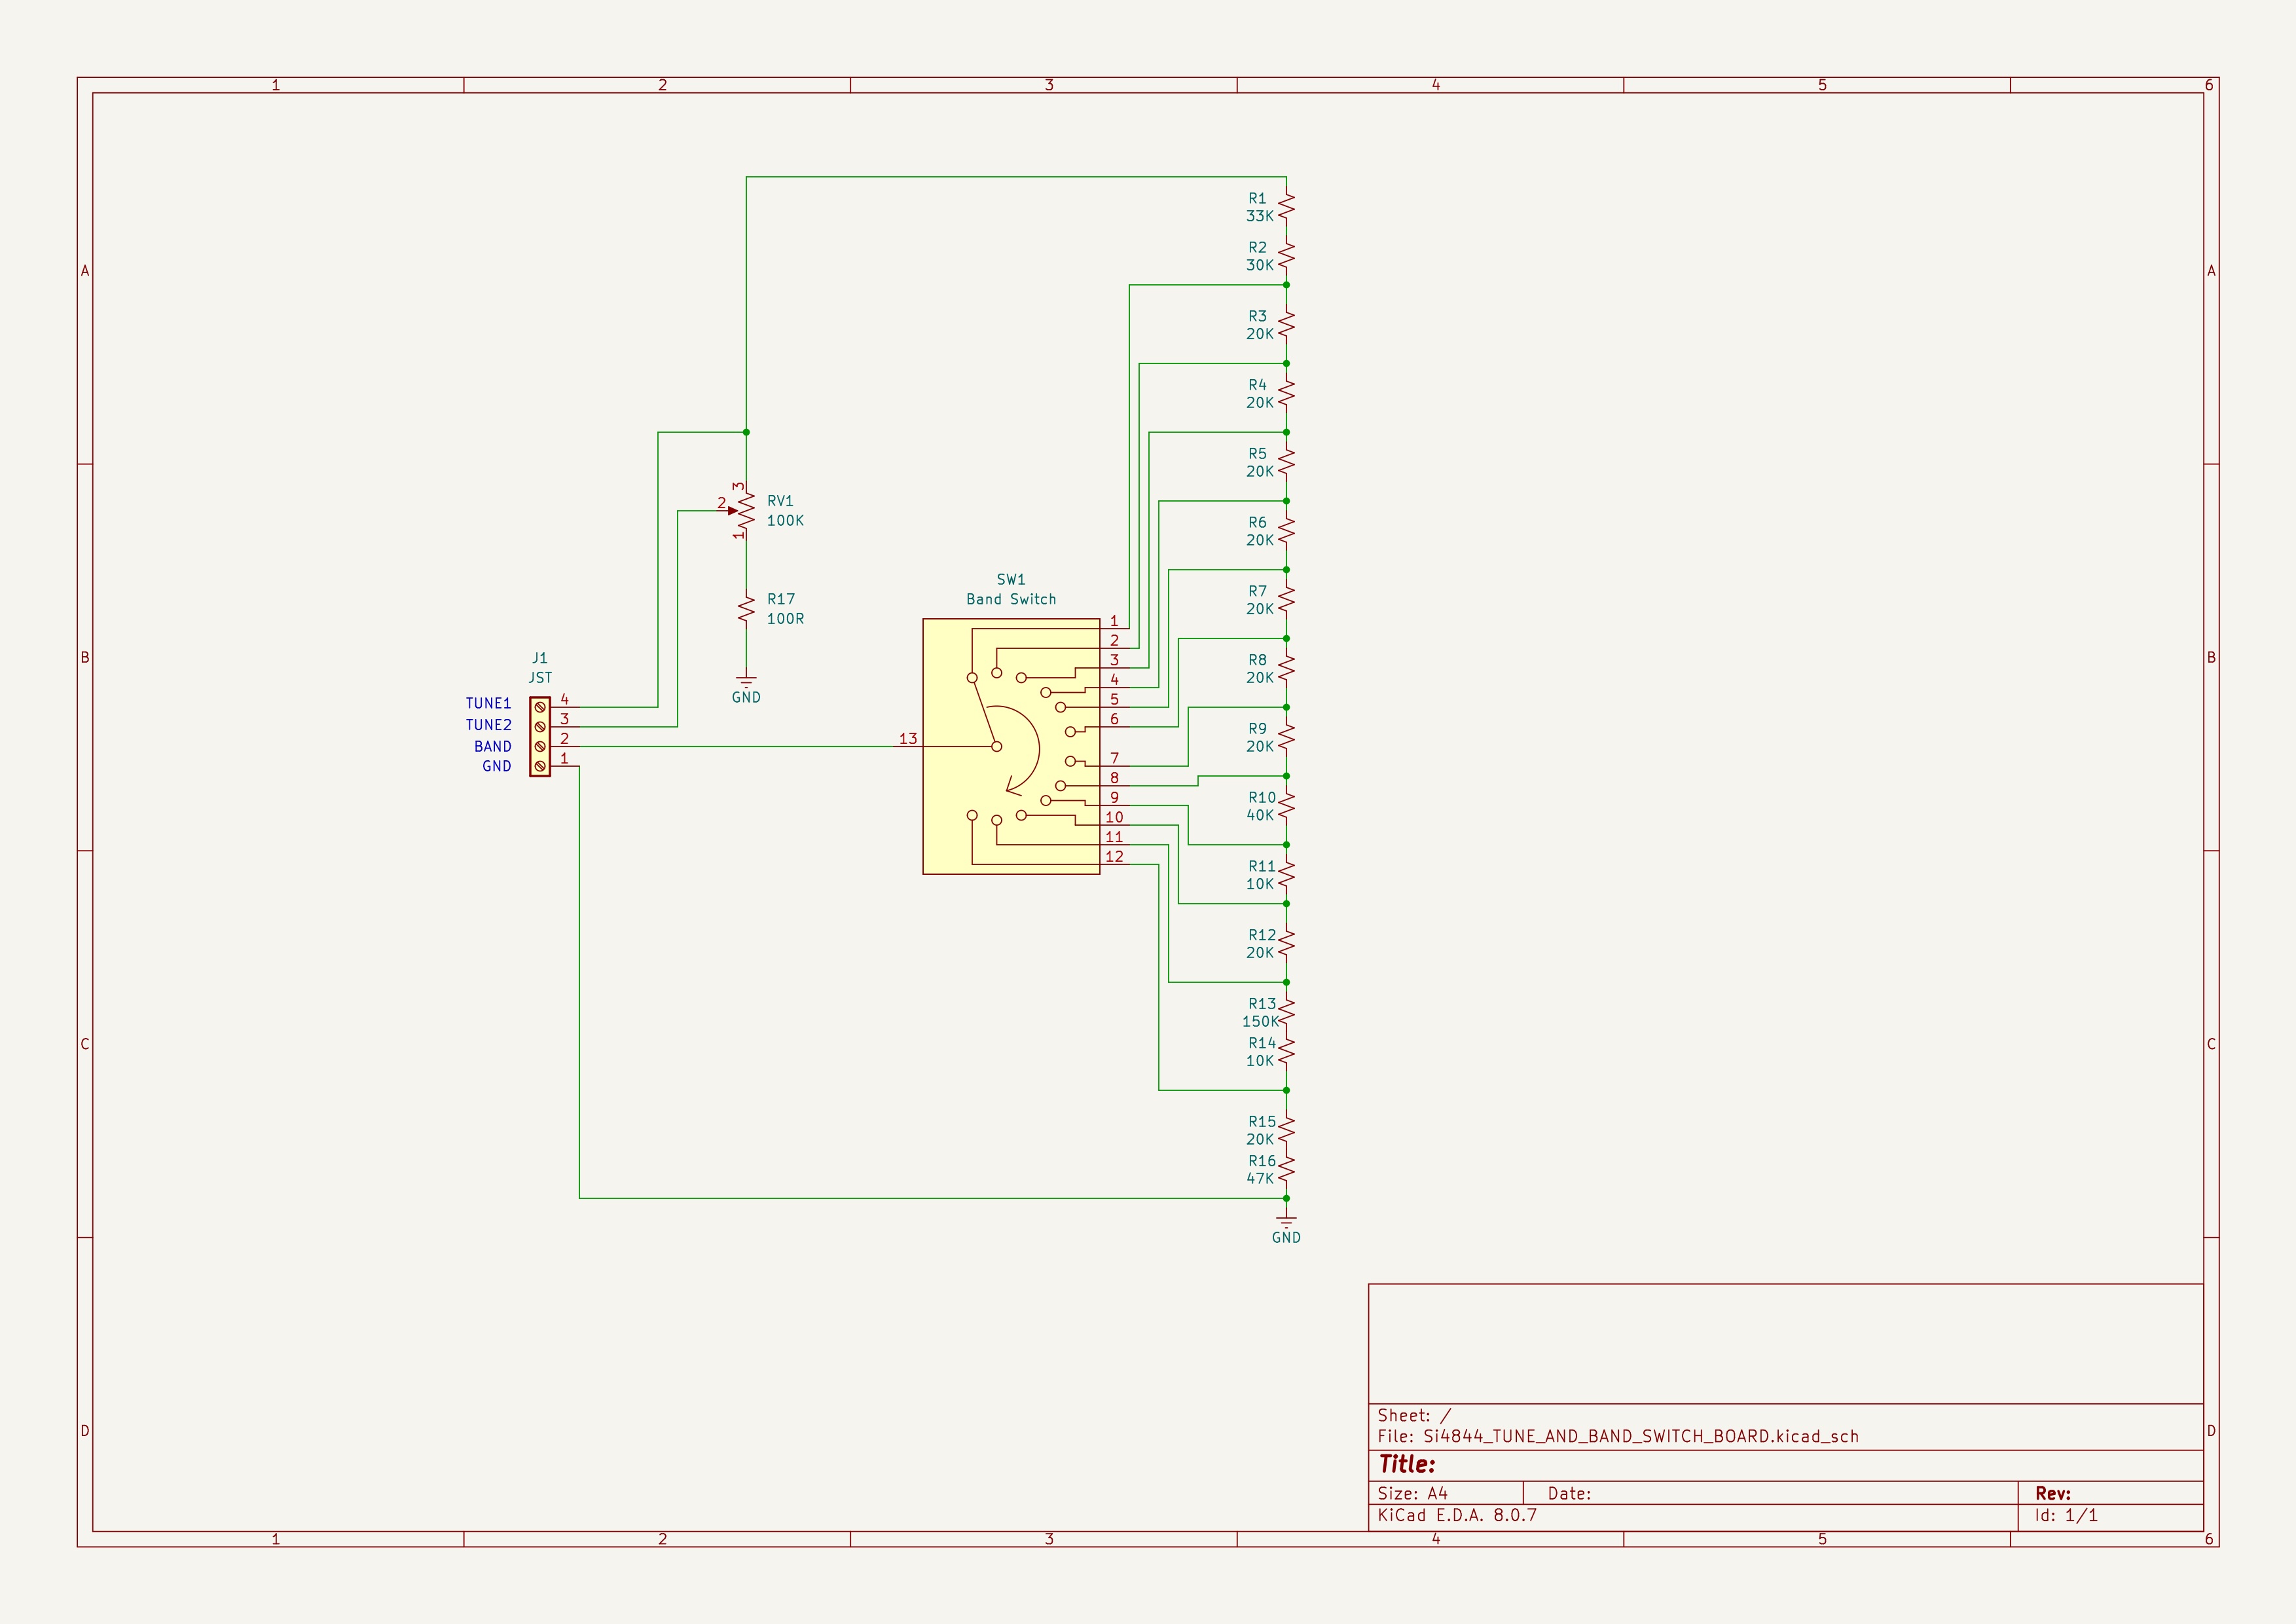 1 2 3 4 5 6
A A
B B
C C
D D
R1
33K
R2
30K
R3
20K
R4
20K
R5
20K
R6
20K
R7
20K
R8
20K
R9
20K
R10
40K
R11
10K
R12
20K
R13
150K
R14
10K
R15
20K
R16
47K
GND
3
2
1
RV1
100K
R17
100R
GND
SW1
Band Switch
1
2
3
4
5
6
7
8
9
10
11
12
13
J1
JST
TUNE1 4
TUNE2 3
BAND 2
GND 1
Sheet: /
File: Si4844_TUNE_AND_BAND_SWITCH_BOARD.kicad_sch
Title:
Size: A4 Date: Rev:
KiCad E.D.A. 8.0.7 Id: 1/1
1 2 3 4 5 6